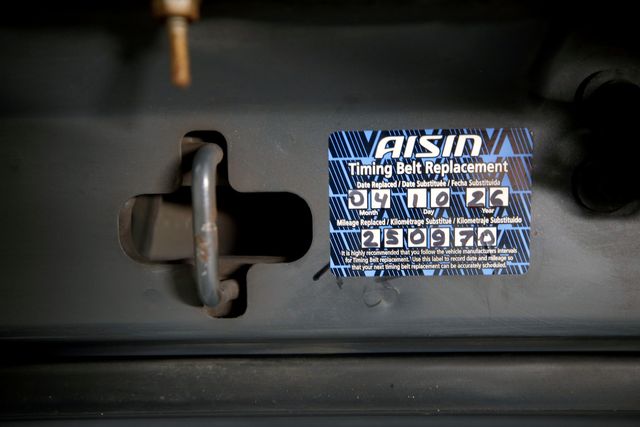 AISIN
Timing Belt Replacement
Date Replaced / Date Substituée / Fecha Substituida
04 10 26
Month Day Year
Mileage Replaced / Kilométrage Substitué / Kilometraje Substituido
250970
It is highly recommended that you follow the vehicle manufacturers intervals
for Timing Belt replacement. Use this label to record date and mileage so
that your next timing belt replacement can be accurately scheduled.